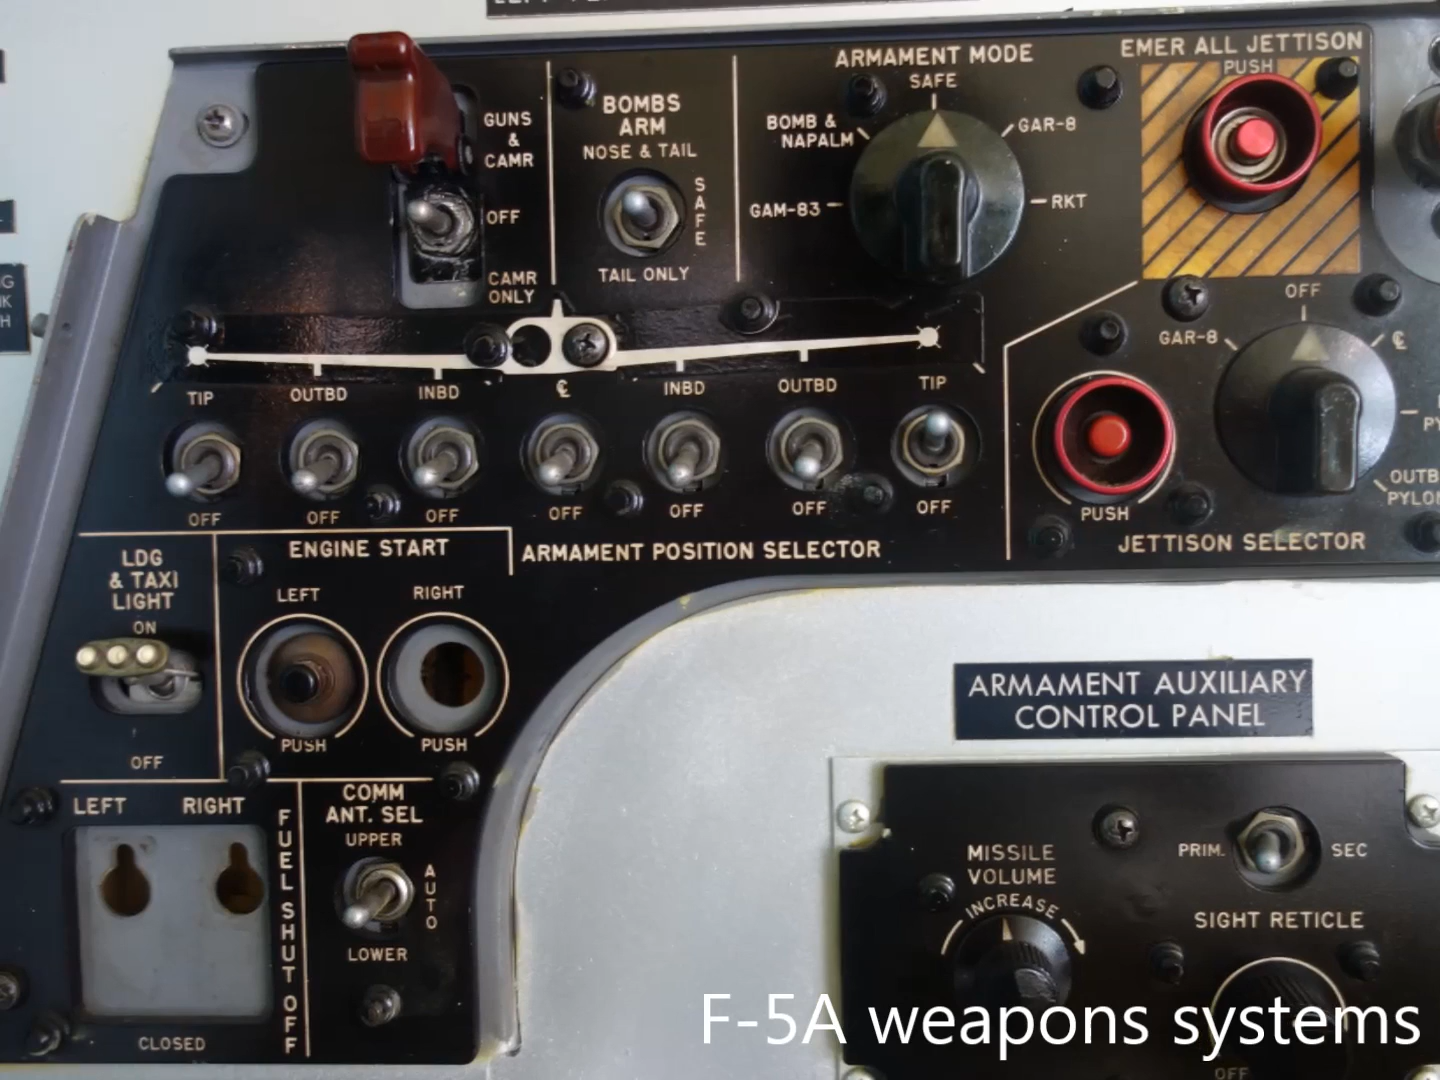 ARMAMENT MODE
EMER ALL JETTISON
PUSH
SAFE
BOMB &
NAPALM
GAR-8
GAM-83
RKT
GUNS
&
CAMR
OFF
CAMR
ONLY
BOMBS
ARM
NOSE & TAIL
SAFE
TAIL ONLY
OFF
GAR-8
℄
OUTB
PYLON
PUSH
JETTISON SELECTOR
TIP
OUTBD
INBD
℄
INBD
OUTBD
TIP
OFF
OFF
OFF
OFF
OFF
OFF
OFF
ARMAMENT POSITION SELECTOR
LDG
& TAXI
LIGHT
ON
OFF
ENGINE START
LEFT
RIGHT
PUSH
PUSH
LEFT
RIGHT
FUEL SHUT OFF
CLOSED
COMM
ANT. SEL
UPPER
AUTO
LOWER
ARMAMENT AUXILIARY
CONTROL PANEL
MISSILE
VOLUME
INCREASE
PRIM.
SEC
SIGHT RETICLE
OFF
F-5A weapons systems